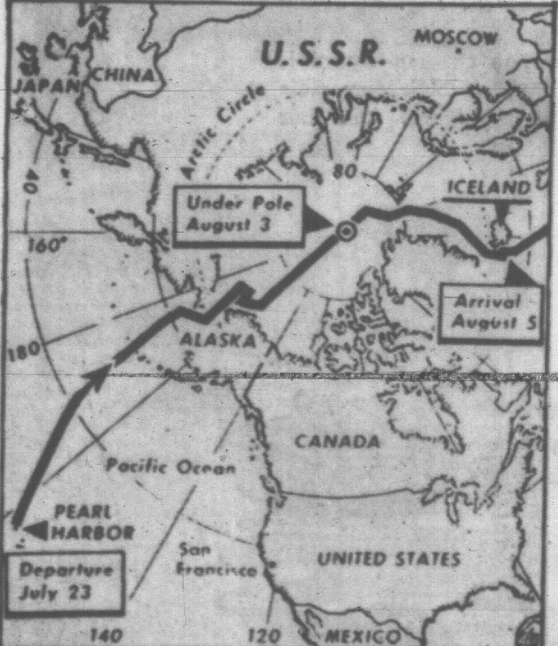 MOSCOW
U.S.S.R.
CHINA
JAPAN
Arctic Circle
80
ICELAND
40
Under Pole
August 3
160°
Arrival
August 5
ALASKA
180
CANADA
Pacific Ocean
PEARL
HARBOR
San
Francisco
UNITED STATES
Departure
July 23
140
120
MEXICO